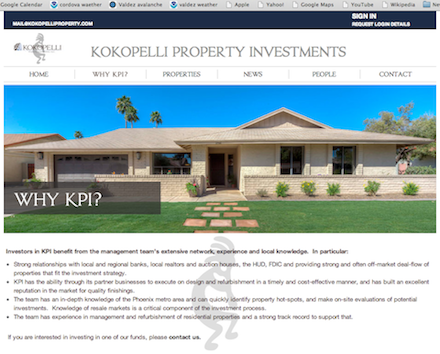 Google Calendar cordova waether Valdez avalanche valdez weather Apple Yahoo! Google Maps YouTube Wikipedia
MAIL@KOKOPELLIPROPERTY.COM
SIGN IN
REQUEST LOGIN DETAILS
KOKOPELLI
KOKOPELLI PROPERTY INVESTMENTS
HOME WHY KPI? PROPERTIES NEWS PEOPLE CONTACT
WHY KPI?
Investors in KPI benefit from the management team's extensive network, experience and local knowledge. In particular:
• Strong relationships with local and regional banks, local realtors and auction houses, the HUD, FDIC and providing strong and often off-market deal-flow of
properties that fit the investment strategy.
• KPI has the ability through its partner businesses to execute on design and refurbishment in a timely and cost-effective manner, and has built an excellent
reputation in the market for quality finishings.
• The team has an in-depth knowledge of the Phoenix metro area and can quickly identify property hot-spots, and make on-site evaluations of potential
investments. Knowledge of resale markets is a critical component of the investment process.
• The team has experience in management and refurbishment of residential properties and a strong track record to support that.
If you are interested in investing in one of our funds, please contact us.